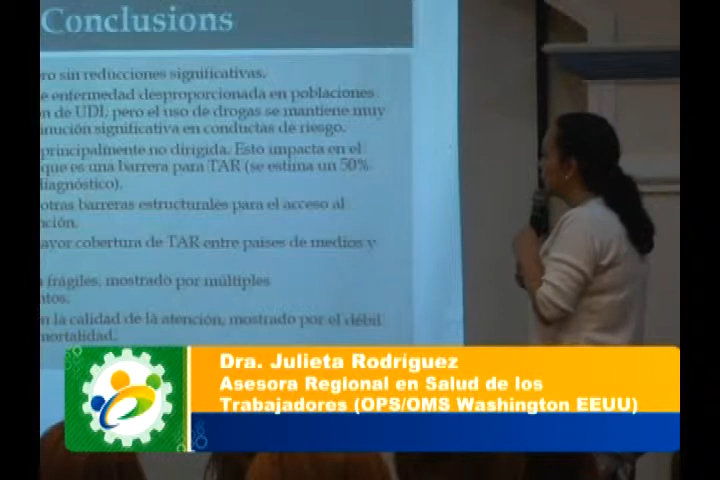 Conclusions
ro sin reducciones significativas.
e enfermedad desproporcionada en poblaciones
n de UDI, pero el uso de drogas se mantiene muy
inución significativa en conductas de riesgo.
principalmente no dirigida. Esto impacta en el
que es una barrera para TAR (se estima un 50%
iagnóstico).
otras barreras estructurales para el acceso al
ción.
ayor cobertura de TAR entre países de medios y
frágiles, mostrado por múltiples
ntos.
n la calidad de la atención, mostrado por el débil
mortalidad.
Dra. Julieta Rodríguez
Asesora Regional en Salud de los
Trabajadores (OPS/OMS Washington EEUU)